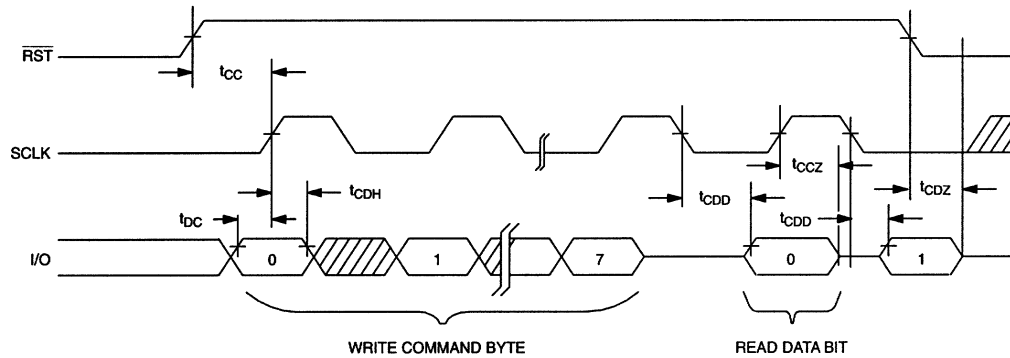 RST
tCC
SCLK
tCCZ
tCDH
tCDD
tCDZ
tDC
tCDD
I/O
0
1
7
0
1
WRITE COMMAND BYTE
READ DATA BIT